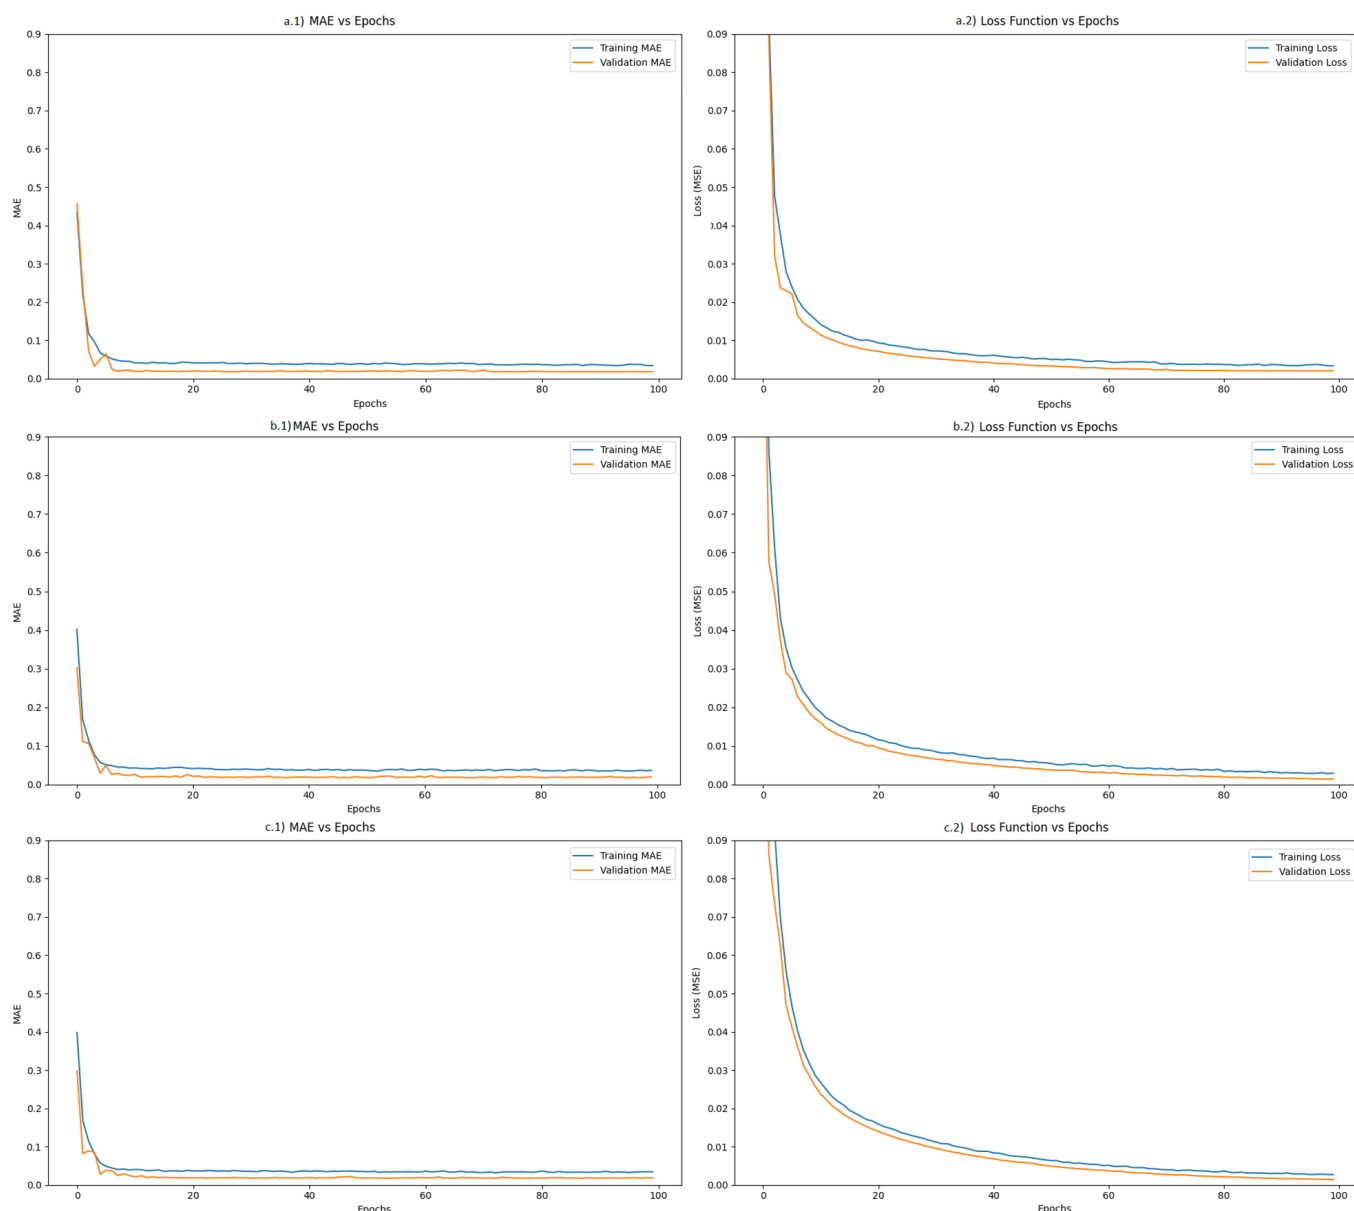 a.1) MAE vs Epochs
0.9
0.8
0.7
0.6
0.5
0.4
0.3
0.2
0.1
0.0
MAE
0 20 40 60 80 100
Epochs
Training MAE
Validation MAE
a.2) Loss Function vs Epochs
0.09
0.08
0.07
0.06
0.05
0.04
0.03
0.02
0.01
0.00
Loss (MSE)
0 20 40 60 80 100
Epochs
Training Loss
Validation Loss
b.1) MAE vs Epochs
0.9
0.8
0.7
0.6
0.5
0.4
0.3
0.2
0.1
0.0
MAE
0 20 40 60 80 100
Epochs
Training MAE
Validation MAE
b.2) Loss Function vs Epochs
0.09
0.08
0.07
0.06
0.05
0.04
0.03
0.02
0.01
0.00
Loss (MSE)
0 20 40 60 80 100
Epochs
Training Loss
Validation Loss
c.1) MAE vs Epochs
0.9
0.8
0.7
0.6
0.5
0.4
0.3
0.2
0.1
0.0
MAE
0 20 40 60 80 100
Epochs
Training MAE
Validation MAE
c.2) Loss Function vs Epochs
0.09
0.08
0.07
0.06
0.05
0.04
0.03
0.02
0.01
0.00
Loss (MSE)
0 20 40 60 80 100
Epochs
Training Loss
Validation Loss